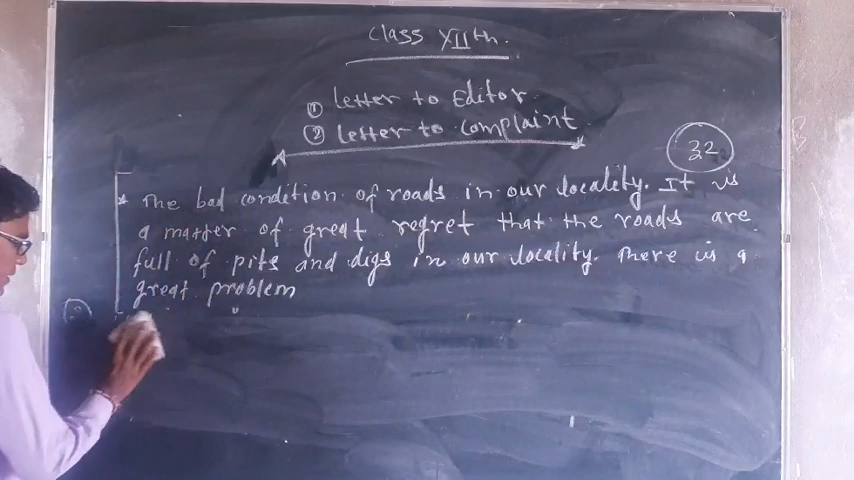 Class XIIth.
① letter to Editor.
② letter to complaint
32
* The bad condition of roads in our locality. It is
a matter of great regret that the roads are
full of pits and digs in our locality. There is a
great problem